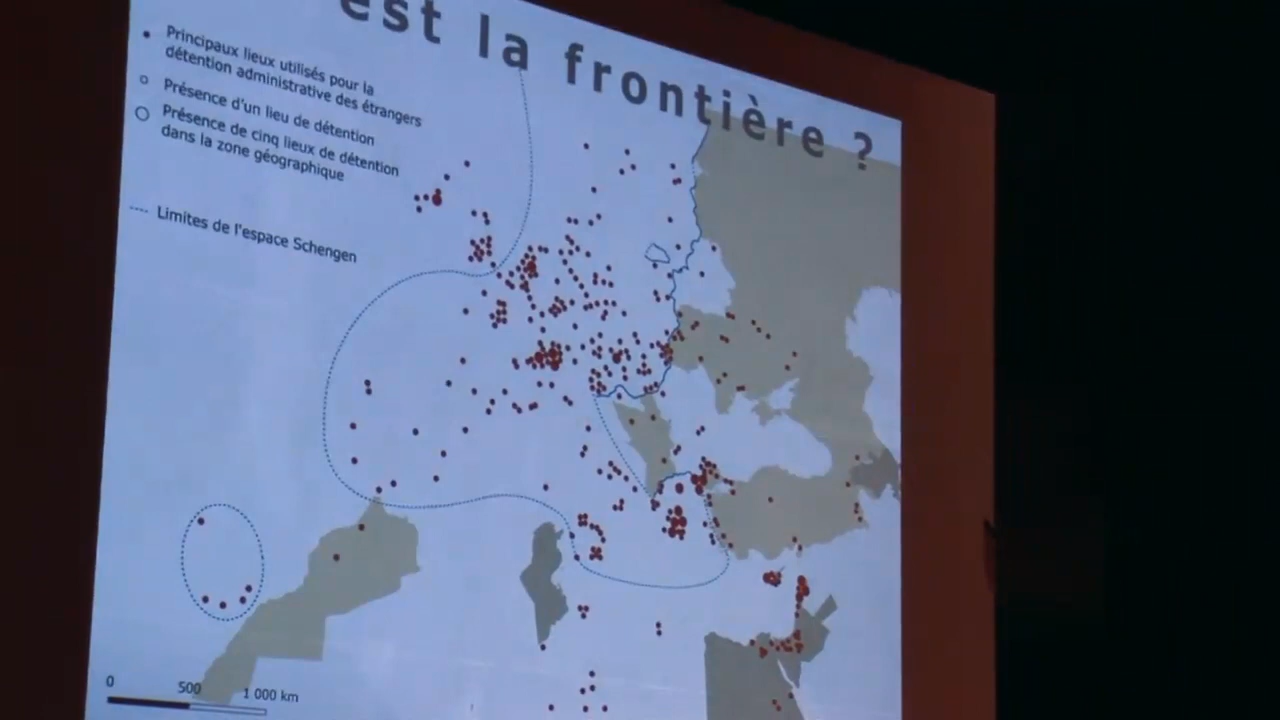 est la frontière ?
Principaux lieux utilisés pour la
détention administrative des étrangers
Présence d'un lieu de détention
Présence de cinq lieux de détention
dans la zone géographique
Limites de l'espace Schengen
0 500 1 000 km